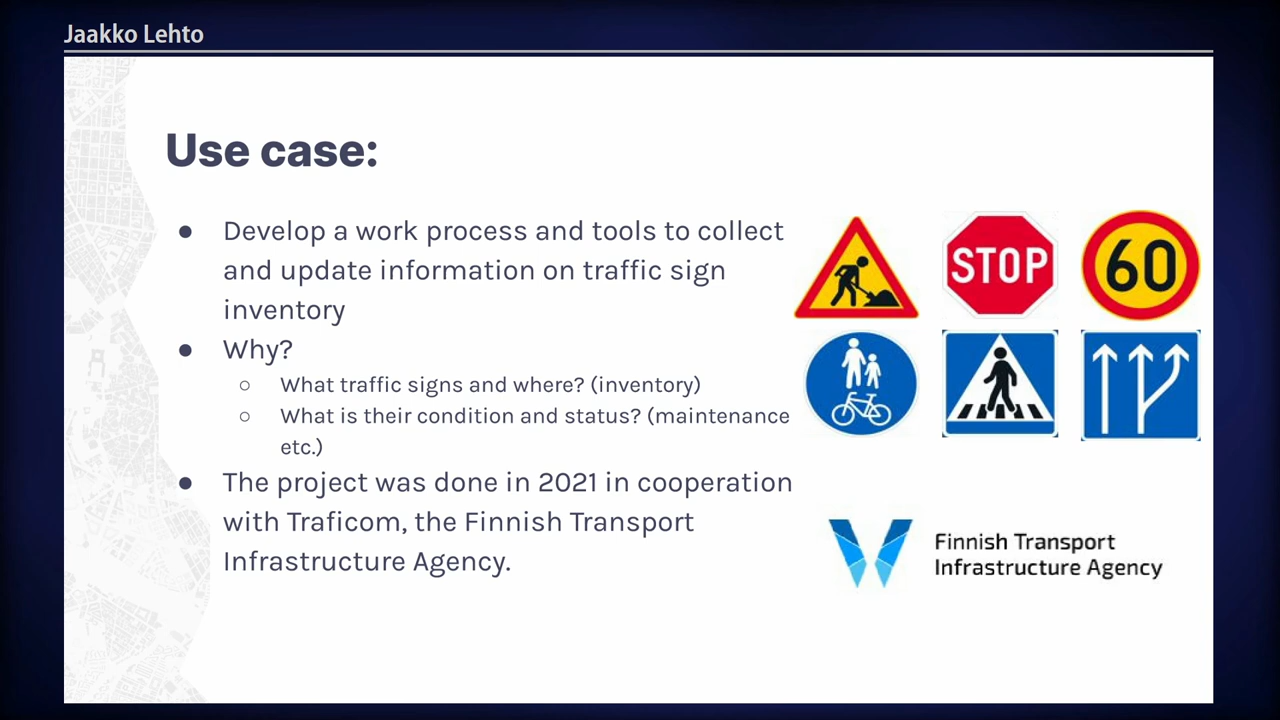 Jaakko Lehto
Use case:
● Develop a work process and tools to collect
and update information on traffic sign
inventory
● Why?
○ What traffic signs and where? (inventory)
○ What is their condition and status? (maintenance
etc.)
● The project was done in 2021 in cooperation
with Traficom, the Finnish Transport
Infrastructure Agency.
STOP
60
Finnish Transport
Infrastructure Agency